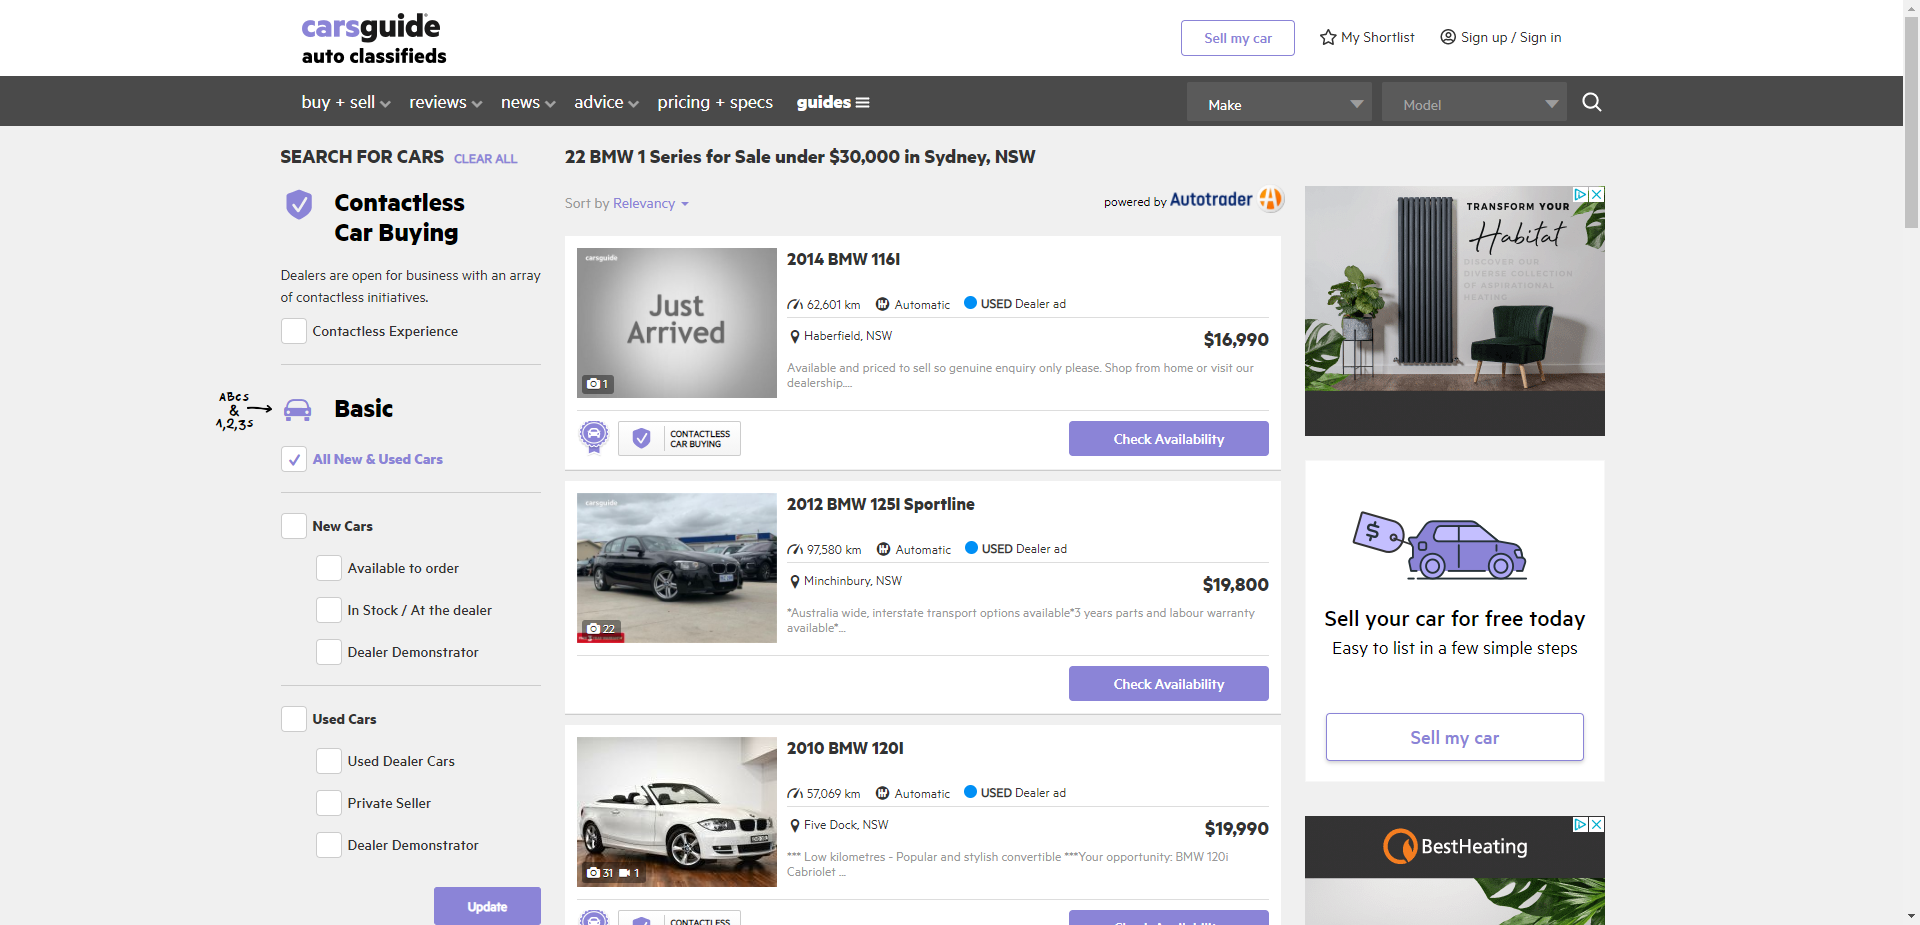 carsguide
auto classifieds
Sell my car
My Shortlist
Sign up / Sign in
buy + sell
reviews
news
advice
pricing + specs
guides
Make
Model
SEARCH FOR CARS
CLEAR ALL
Contactless
Car Buying
Dealers are open for business with an array
of contactless initiatives.
Contactless Experience
ABCs
&
1,2,3s
Basic
All New & Used Cars
New Cars
Available to order
In Stock / At the dealer
Dealer Demonstrator
Used Cars
Used Dealer Cars
Private Seller
Dealer Demonstrator
Update
22 BMW 1 Series for Sale under $30,000 in Sydney, NSW
Sort by Relevancy
powered by Autotrader
carsguide
Just
Arrived
1
2014 BMW 116I
62,601 km
Automatic
USED Dealer ad
Haberfield, NSW
$16,990
Available and priced to sell so genuine enquiry only please. Shop from home or visit our
dealership....
CONTACTLESS
CAR BUYING
Check Availability
carsguide
22
2012 BMW 125I Sportline
97,580 km
Automatic
USED Dealer ad
Minchinbury, NSW
$19,800
*Australia wide, interstate transport options available*3 years parts and labour warranty
available*...
Check Availability
31
1
2010 BMW 120I
57,069 km
Automatic
USED Dealer ad
Five Dock, NSW
$19,990
*** Low kilometres - Popular and stylish convertible ***Your opportunity: BMW 120i
Cabriolet ...
CONTACTLESS
TRANSFORM YOUR
Habitat
DISCOVER OUR
DIVERSE COLLECTION
OF ASPIRATIONAL
HEATING
$
Sell your car for free today
Easy to list in a few simple steps
Sell my car
BestHeating